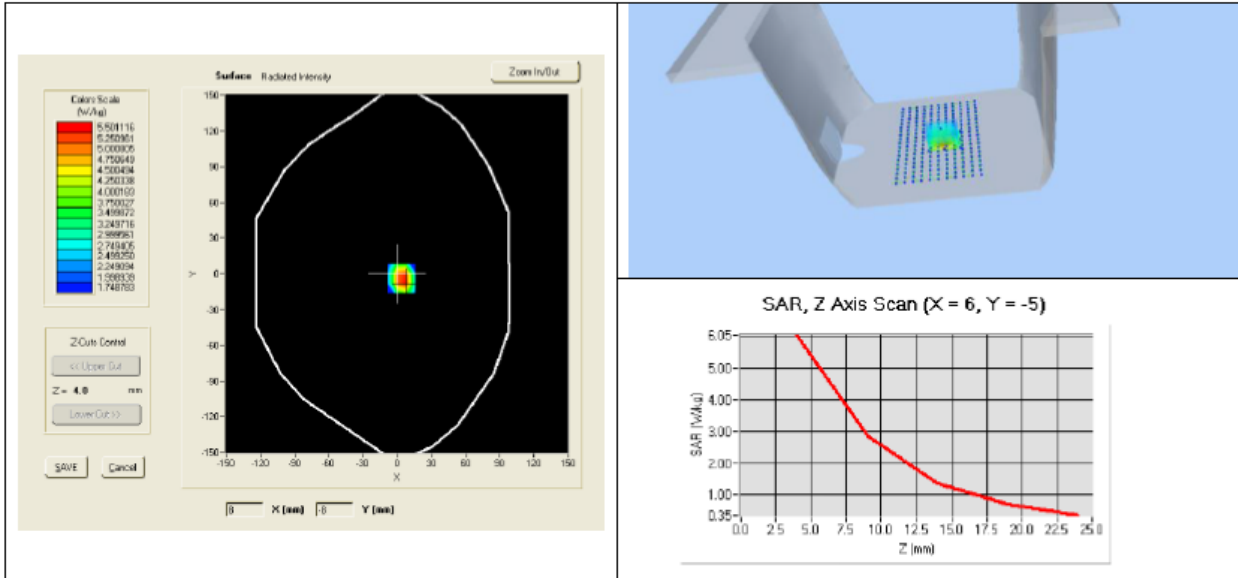 Surface Radiated Intensity
Zoom In/Out
Colors Scale
(W/kg)
5.501116
5.250961
5.000805
4.750649
4.500494
4.250338
4.000183
3.750027
3.499872
3.249716
2.999561
2.749405
2.499250
2.249094
1.998939
1.748783
Z-Cuts Control
<< Upper Cut
Z = 4.0 mm
Lower Cut >>
SAVE Cancel
150
120
90
60
30
0
-30
-60
-90
-120
-150
Y
-150 -120 -90 -60 -30 0 30 60 90 120 150
X
8 X (mm) -8 Y (mm)
SAR, Z Axis Scan (X = 6, Y = -5)
6.05
5.00
4.00
3.00
2.00
1.00
0.35
SAR (W/kg)
0.0 2.5 5.0 7.5 10.0 12.5 15.0 17.5 20.0 22.5 25.0
Z (mm)